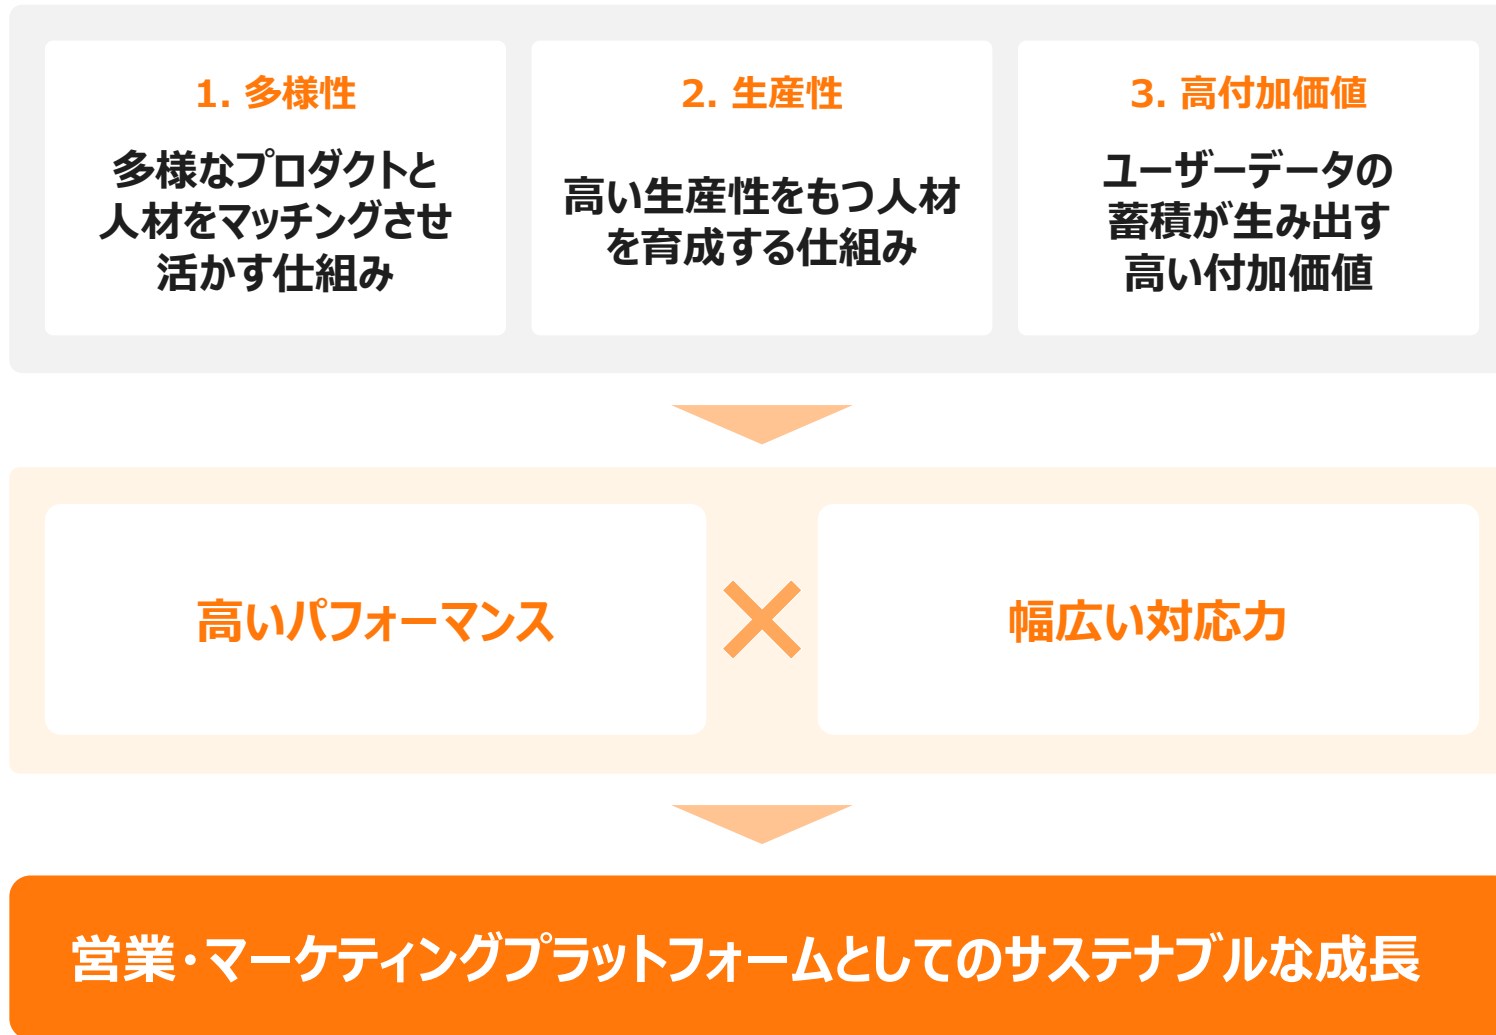 1. 多様性
多様なプロダクトと
人材をマッチングさせ
活かす仕組み
2. 生産性
高い生産性をもつ人材
を育成する仕組み
3. 高付加価値
ユーザーデータの
蓄積が生み出す
高い付加価値
高いパフォーマンス
幅広い対応力
営業・マーケティングプラットフォームとしてのサステナブルな成長